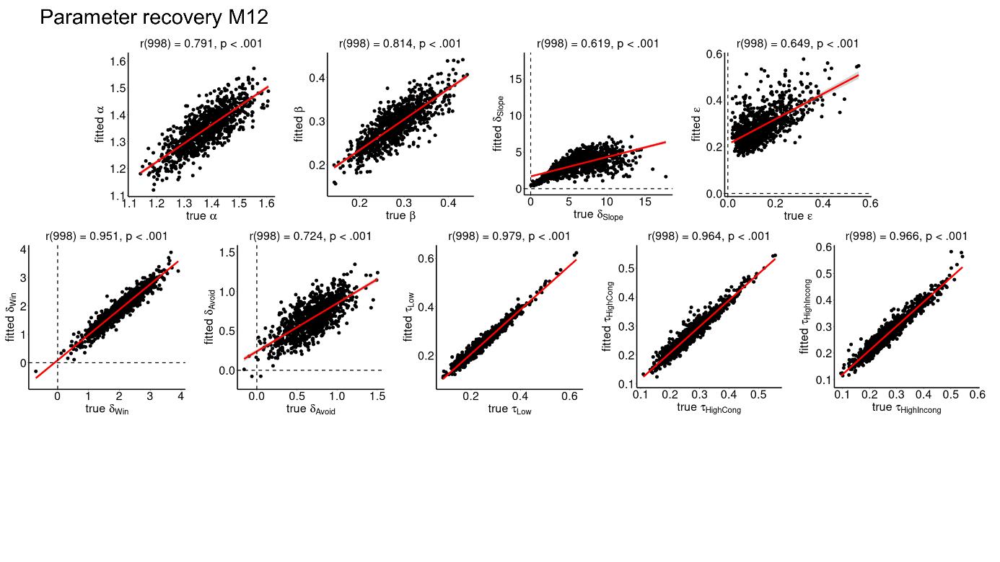 Parameter recovery M12
r(998) = 0.791, p < .001
r(998) = 0.814, p < .001
r(998) = 0.619, p < .001
r(998) = 0.649, p < .001
1.6
1.5
1.4
1.3
1.2
1.1
fitted α
1.1 1.2 1.3 1.4 1.5 1.6
true α
0.4
0.3
0.2
fitted β
0.2 0.3 0.4
true β
15
10
5
0
fitted δSlope
0 5 10 15
true δSlope
0.6
0.4
0.2
0.0
fitted ε
0.0 0.2 0.4 0.6
true ε
r(998) = 0.951, p < .001
r(998) = 0.724, p < .001
r(998) = 0.979, p < .001
r(998) = 0.964, p < .001
r(998) = 0.966, p < .001
4
3
2
1
0
fitted δWin
0 1 2 3 4
true δWin
1.5
1.0
0.5
0.0
fitted δAvoid
0.0 0.5 1.0 1.5
true δAvoid
0.6
0.4
0.2
fitted τLow
0.2 0.4 0.6
true τLow
0.5
0.4
0.3
0.2
0.1
fitted τHighCong
0.1 0.2 0.3 0.4 0.5
true τHighCong
0.6
0.5
0.4
0.3
0.2
0.1
fitted τHighIncong
0.1 0.2 0.3 0.4 0.5 0.6
true τHighIncong